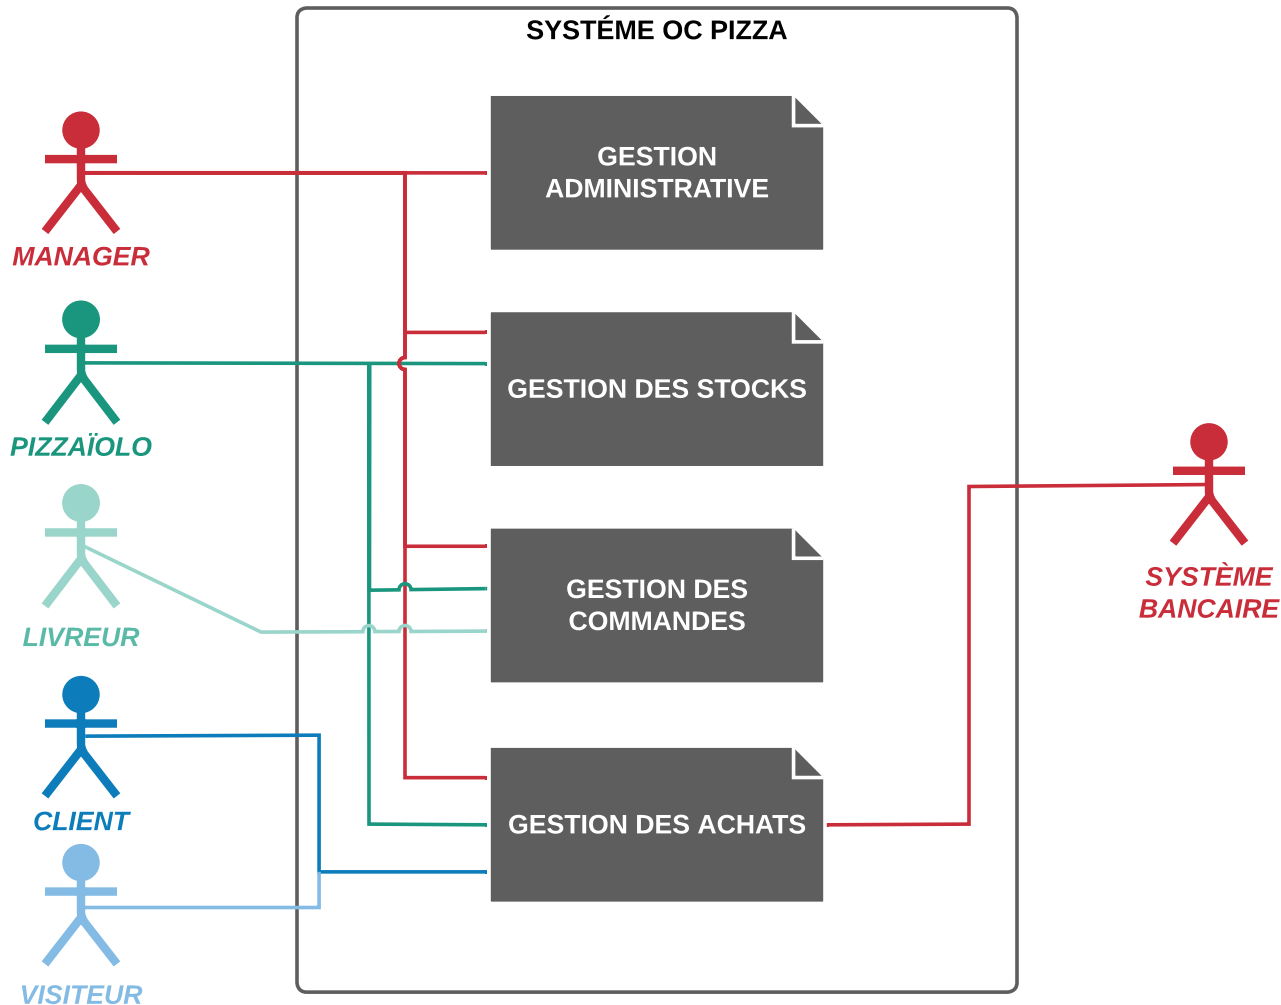 SYSTÉME OC PIZZA
GESTION
ADMINISTRATIVE
MANAGER
GESTION DES STOCKS
PIZZAÏOLO
SYSTÈME
BANCAIRE
GESTION DES
COMMANDES
LIVREUR
GESTION DES ACHATS
CLIENT
VISITEUR